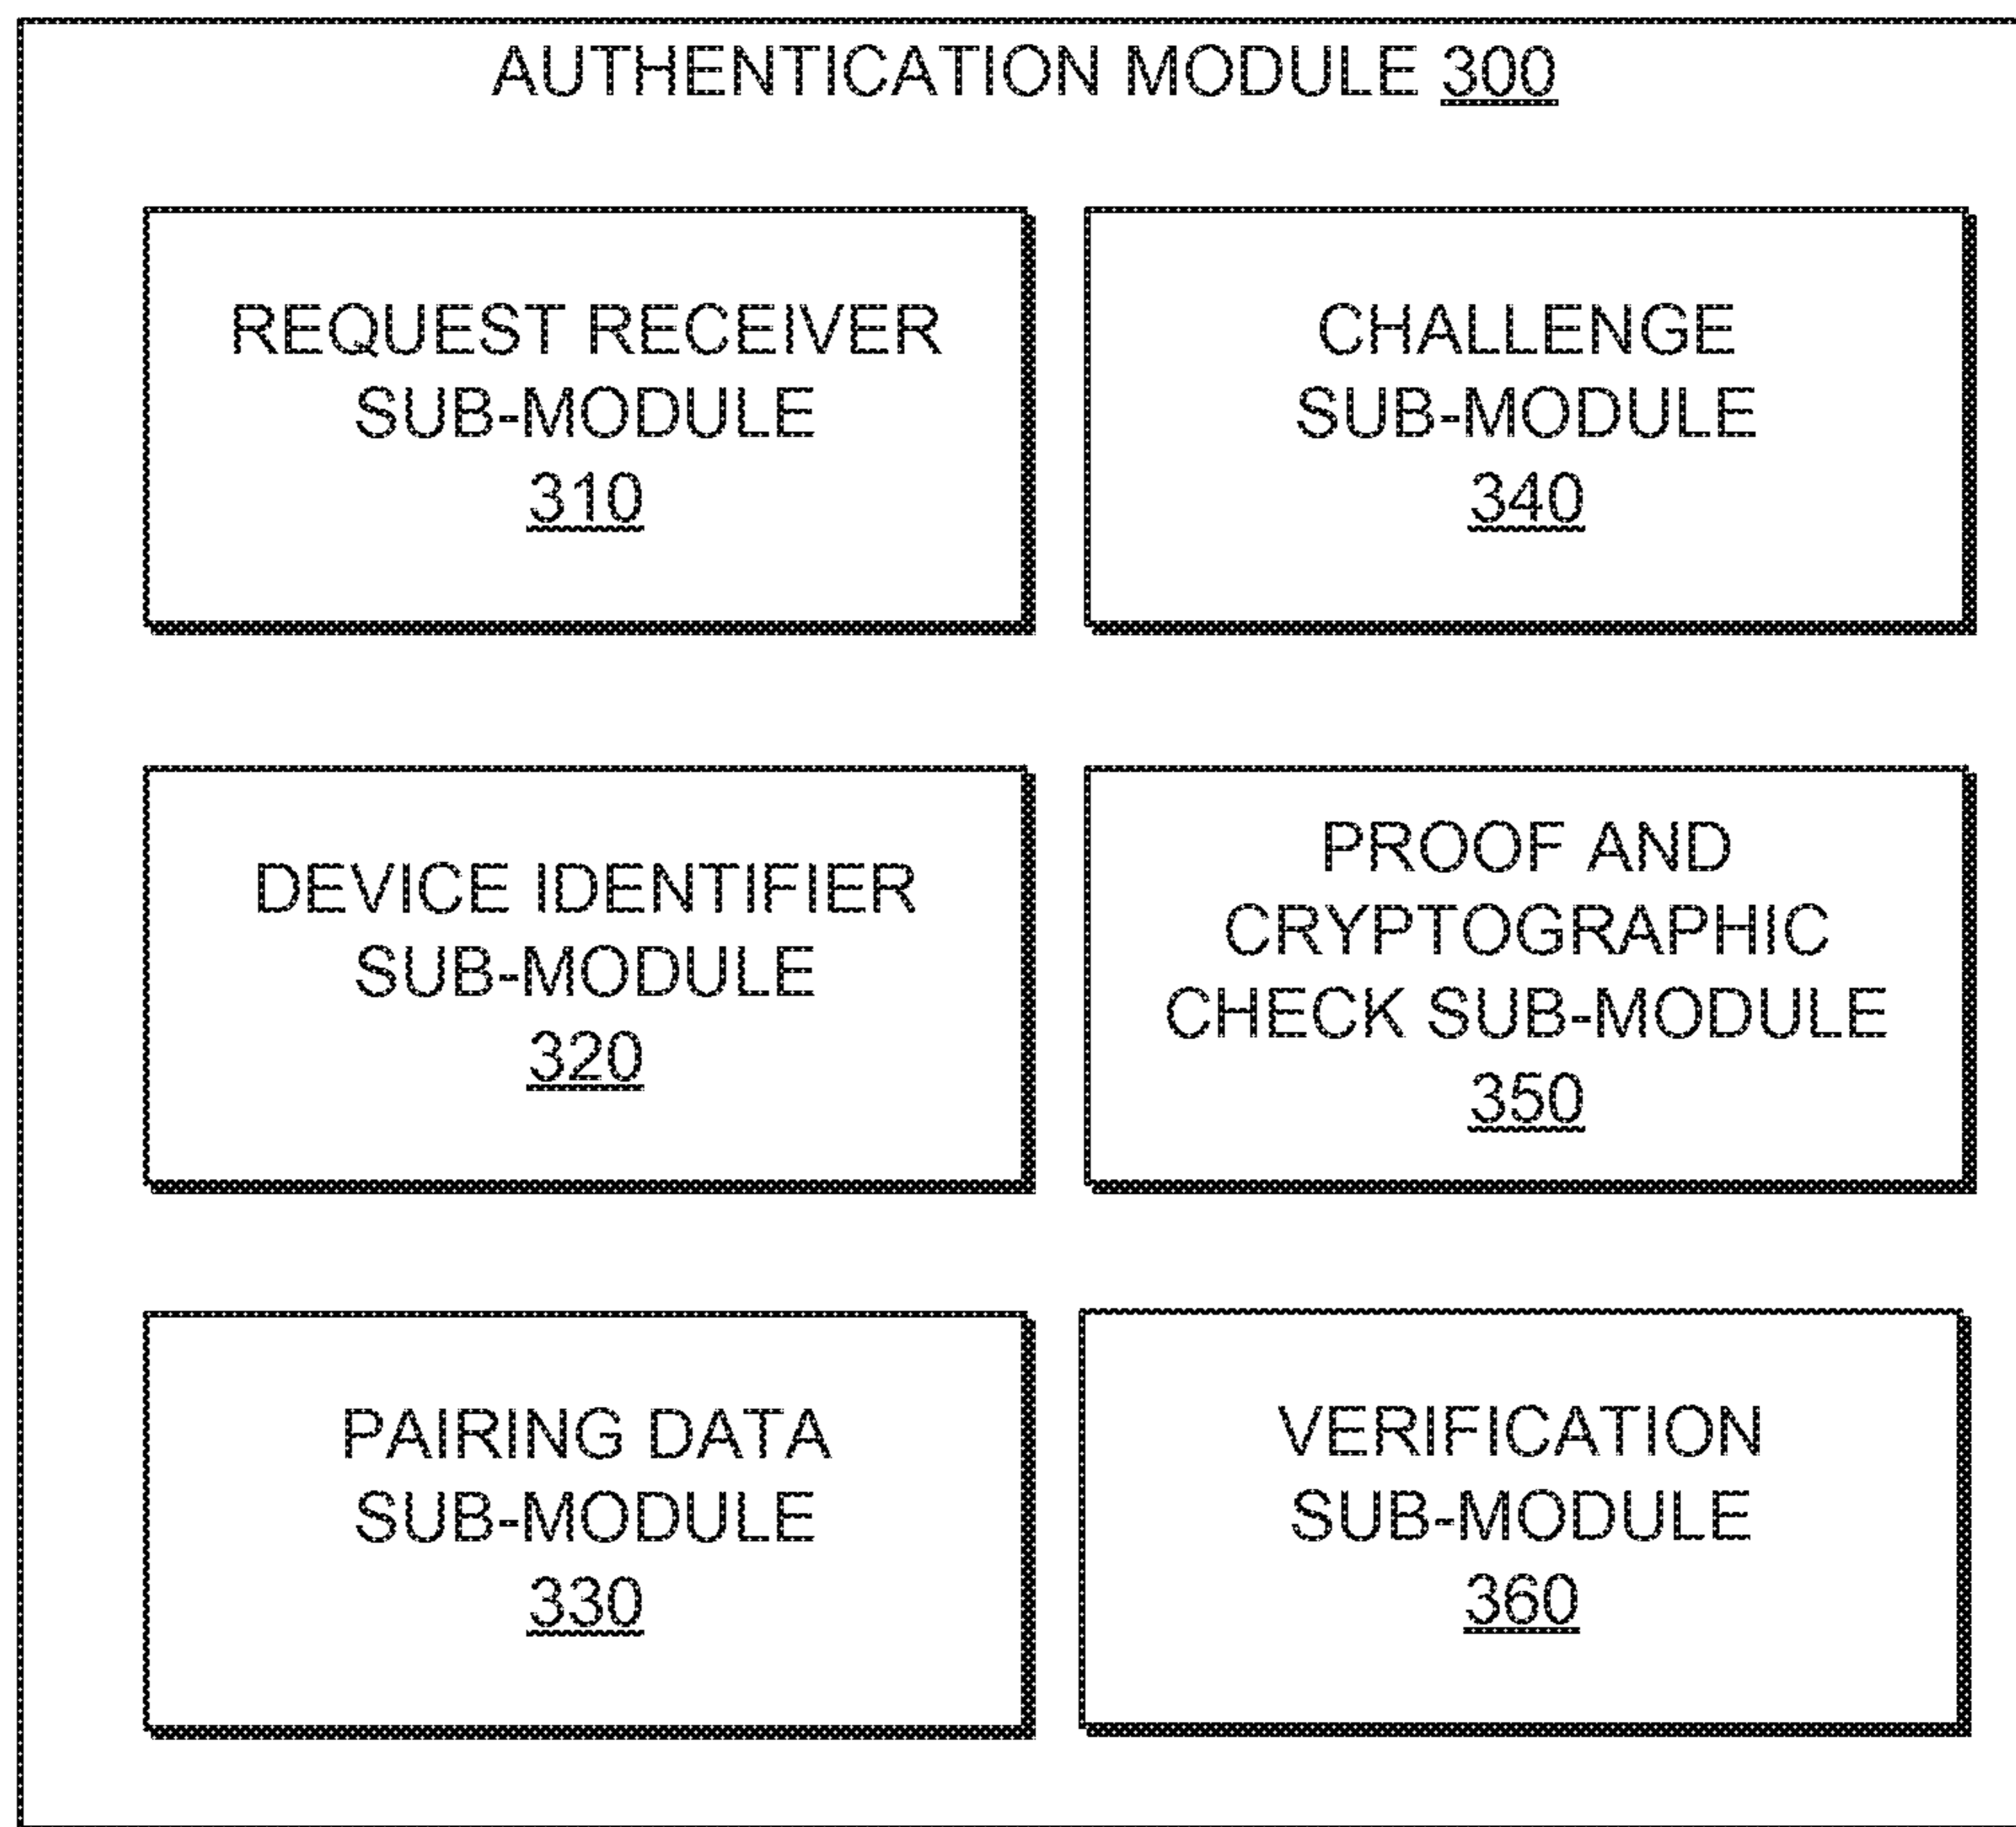 AUTHENTICATION MODULE 300
REQUEST RECEIVER
SUB-MODULE
310
CHALLENGE
SUB-MODULE
340
DEVICE IDENTIFIER
SUB-MODULE
320
PROOF AND
CRYPTOGRAPHIC
CHECK SUB-MODULE
350
PAIRING DATA
SUB-MODULE
330
VERIFICATION
SUB-MODULE
360